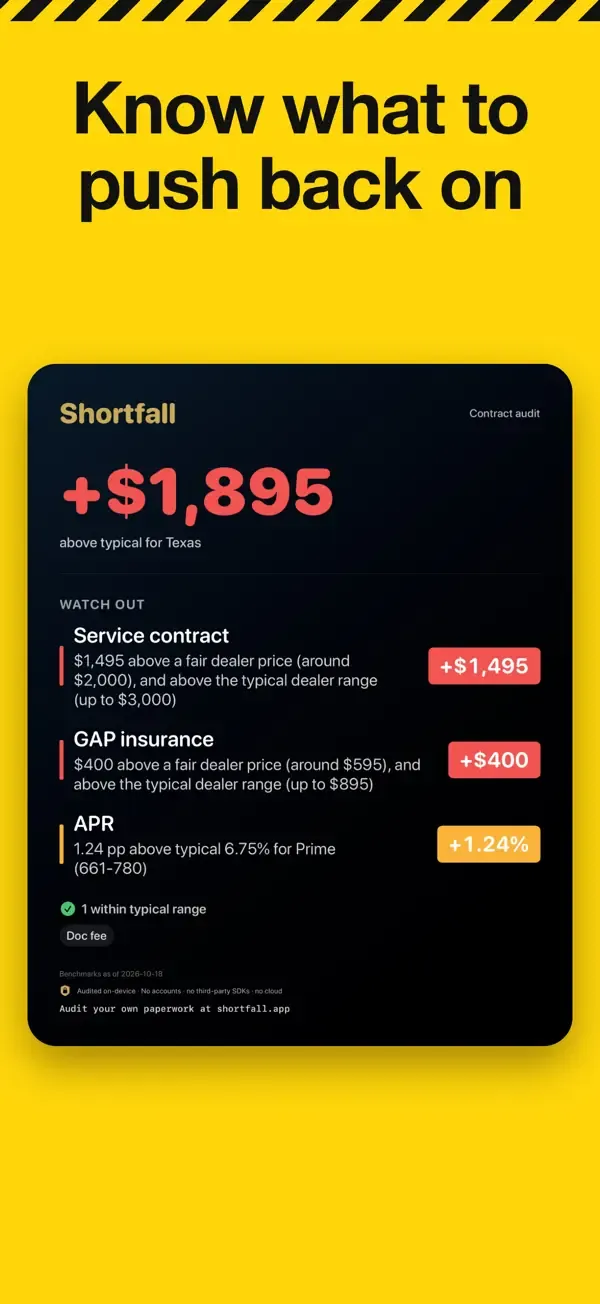 Know what to
push back on
Shortfall
Contract audit
+$1,895
above typical for Texas
WATCH OUT
Service contract
$1,495 above a fair dealer price (around
$2,000), and above the typical dealer range
(up to $3,000)
+$1,495
GAP insurance
$400 above a fair dealer price (around $595), and
above the typical dealer range (up to $895)
+$400
APR
1.24 pp above typical 6.75% for Prime
(661-780)
+1.24%
1 within typical range
Doc fee
Benchmarks as of 2026-10-18
Audited on-device · No accounts · no third-party SDKs · no cloud
Audit your own paperwork at shortfall.app